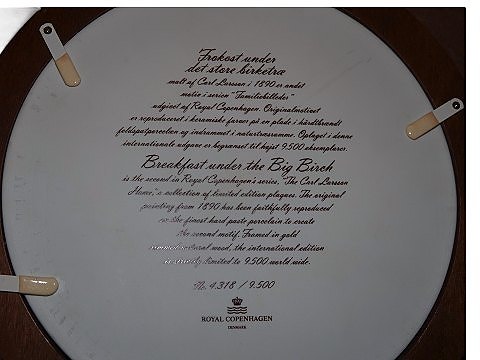 Frokost under
det store birketræ
malt af Carl Larsson i 1890 er andet
motiv i serien "Familiebilleder"
udgivet af Royal Copenhagen. Originalmotivet
er reproduceret i keramiske farver på en plade i hårdtbrændt
feldspatporcelæn og indrammet i naturtræsramme. Oplaget i denne
internationale udgave er begrænset til højst 9.500 eksemplarer.
Breakfast under the Big Birch
is the second in Royal Copenhagen's series, "The Carl Larsson
Home," a collection of limited edition plaques. The original
painting from 1890 has been faithfully reproduced
on the finest hard paste porcelain to create
the second motif. Framed in gold
rimmed natural wood, the international edition
is strictly limited to 9.500 world wide.
No. 4.318 / 9.500
ROYAL COPENHAGEN
DENMARK